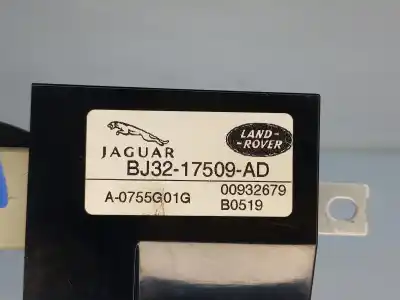 JAGUAR
LAND-
ROVER
BJ32-17509-AD
A-0755G01G
00932679
B0519